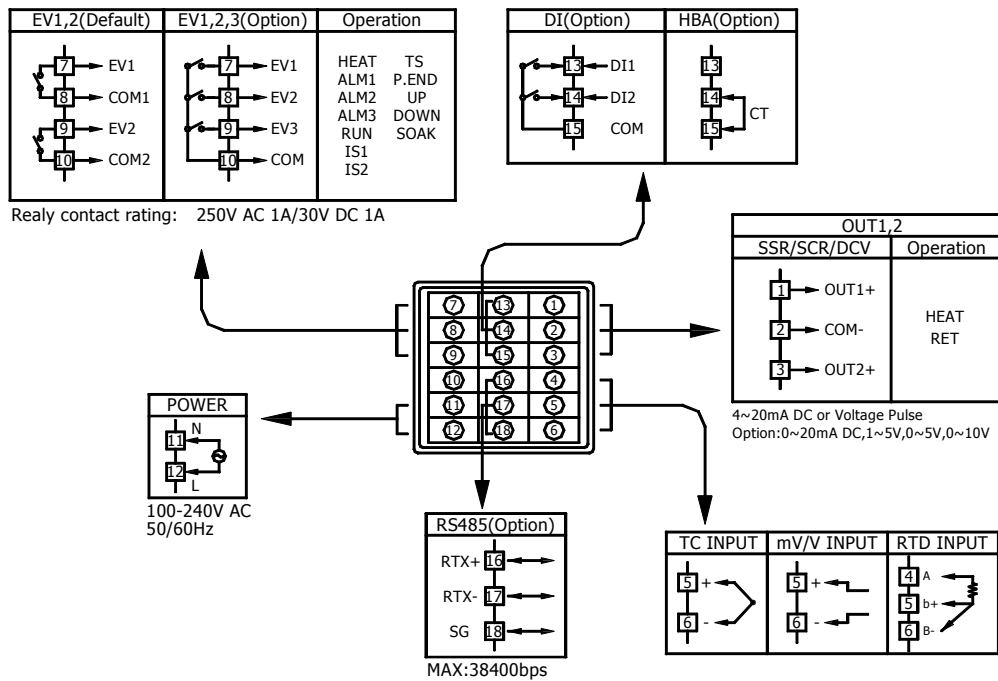 EV1,2(Default) EV1,2,3(Option) Operation
7 EV1
8 COM1
9 EV2
10 COM2
7 EV1
8 EV2
9 EV3
10 COM
HEAT TS
ALM1 P.END
ALM2 UP
ALM3 DOWN
RUN SOAK
IS1
IS2
Realy contact rating: 250V AC 1A/30V DC 1A
DI(Option) HBA(Option)
13 DI1
14 DI2
15 COM
13
14
15
CT
OUT1,2
SSR/SCR/DCV Operation
1 OUT1+
2 COM-
3 OUT2+
HEAT
RET
4~20mA DC or Voltage Pulse
Option:0~20mA DC,1~5V,0~5V,0~10V
7 13 1
8 14 2
9 15 3
10 16 4
11 17 5
12 18 6
POWER
11 N
12 L
100-240V AC
50/60Hz
RS485(Option)
RTX+ 16
RTX- 17
SG 18
MAX:38400bps
TC INPUT mV/V INPUT RTD INPUT
5 +
6 -
5 +
6 -
4 A
5 b+
6 B-